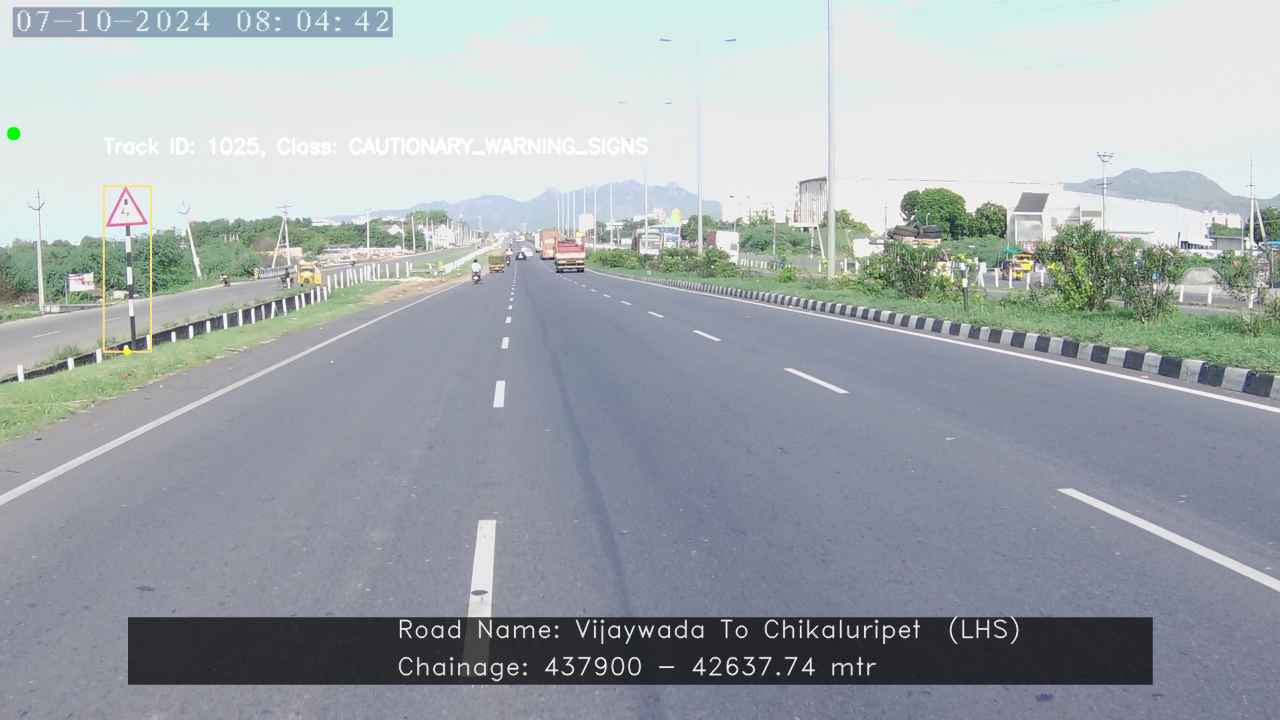 07-10-2024 08:04:42
Track ID: 1025, Class: CAUTIONARY_WARNING_SIGNS
Road Name: Vijaywada To Chikaluripet (LHS)
Chainage: 437900 - 42637.74 mtr